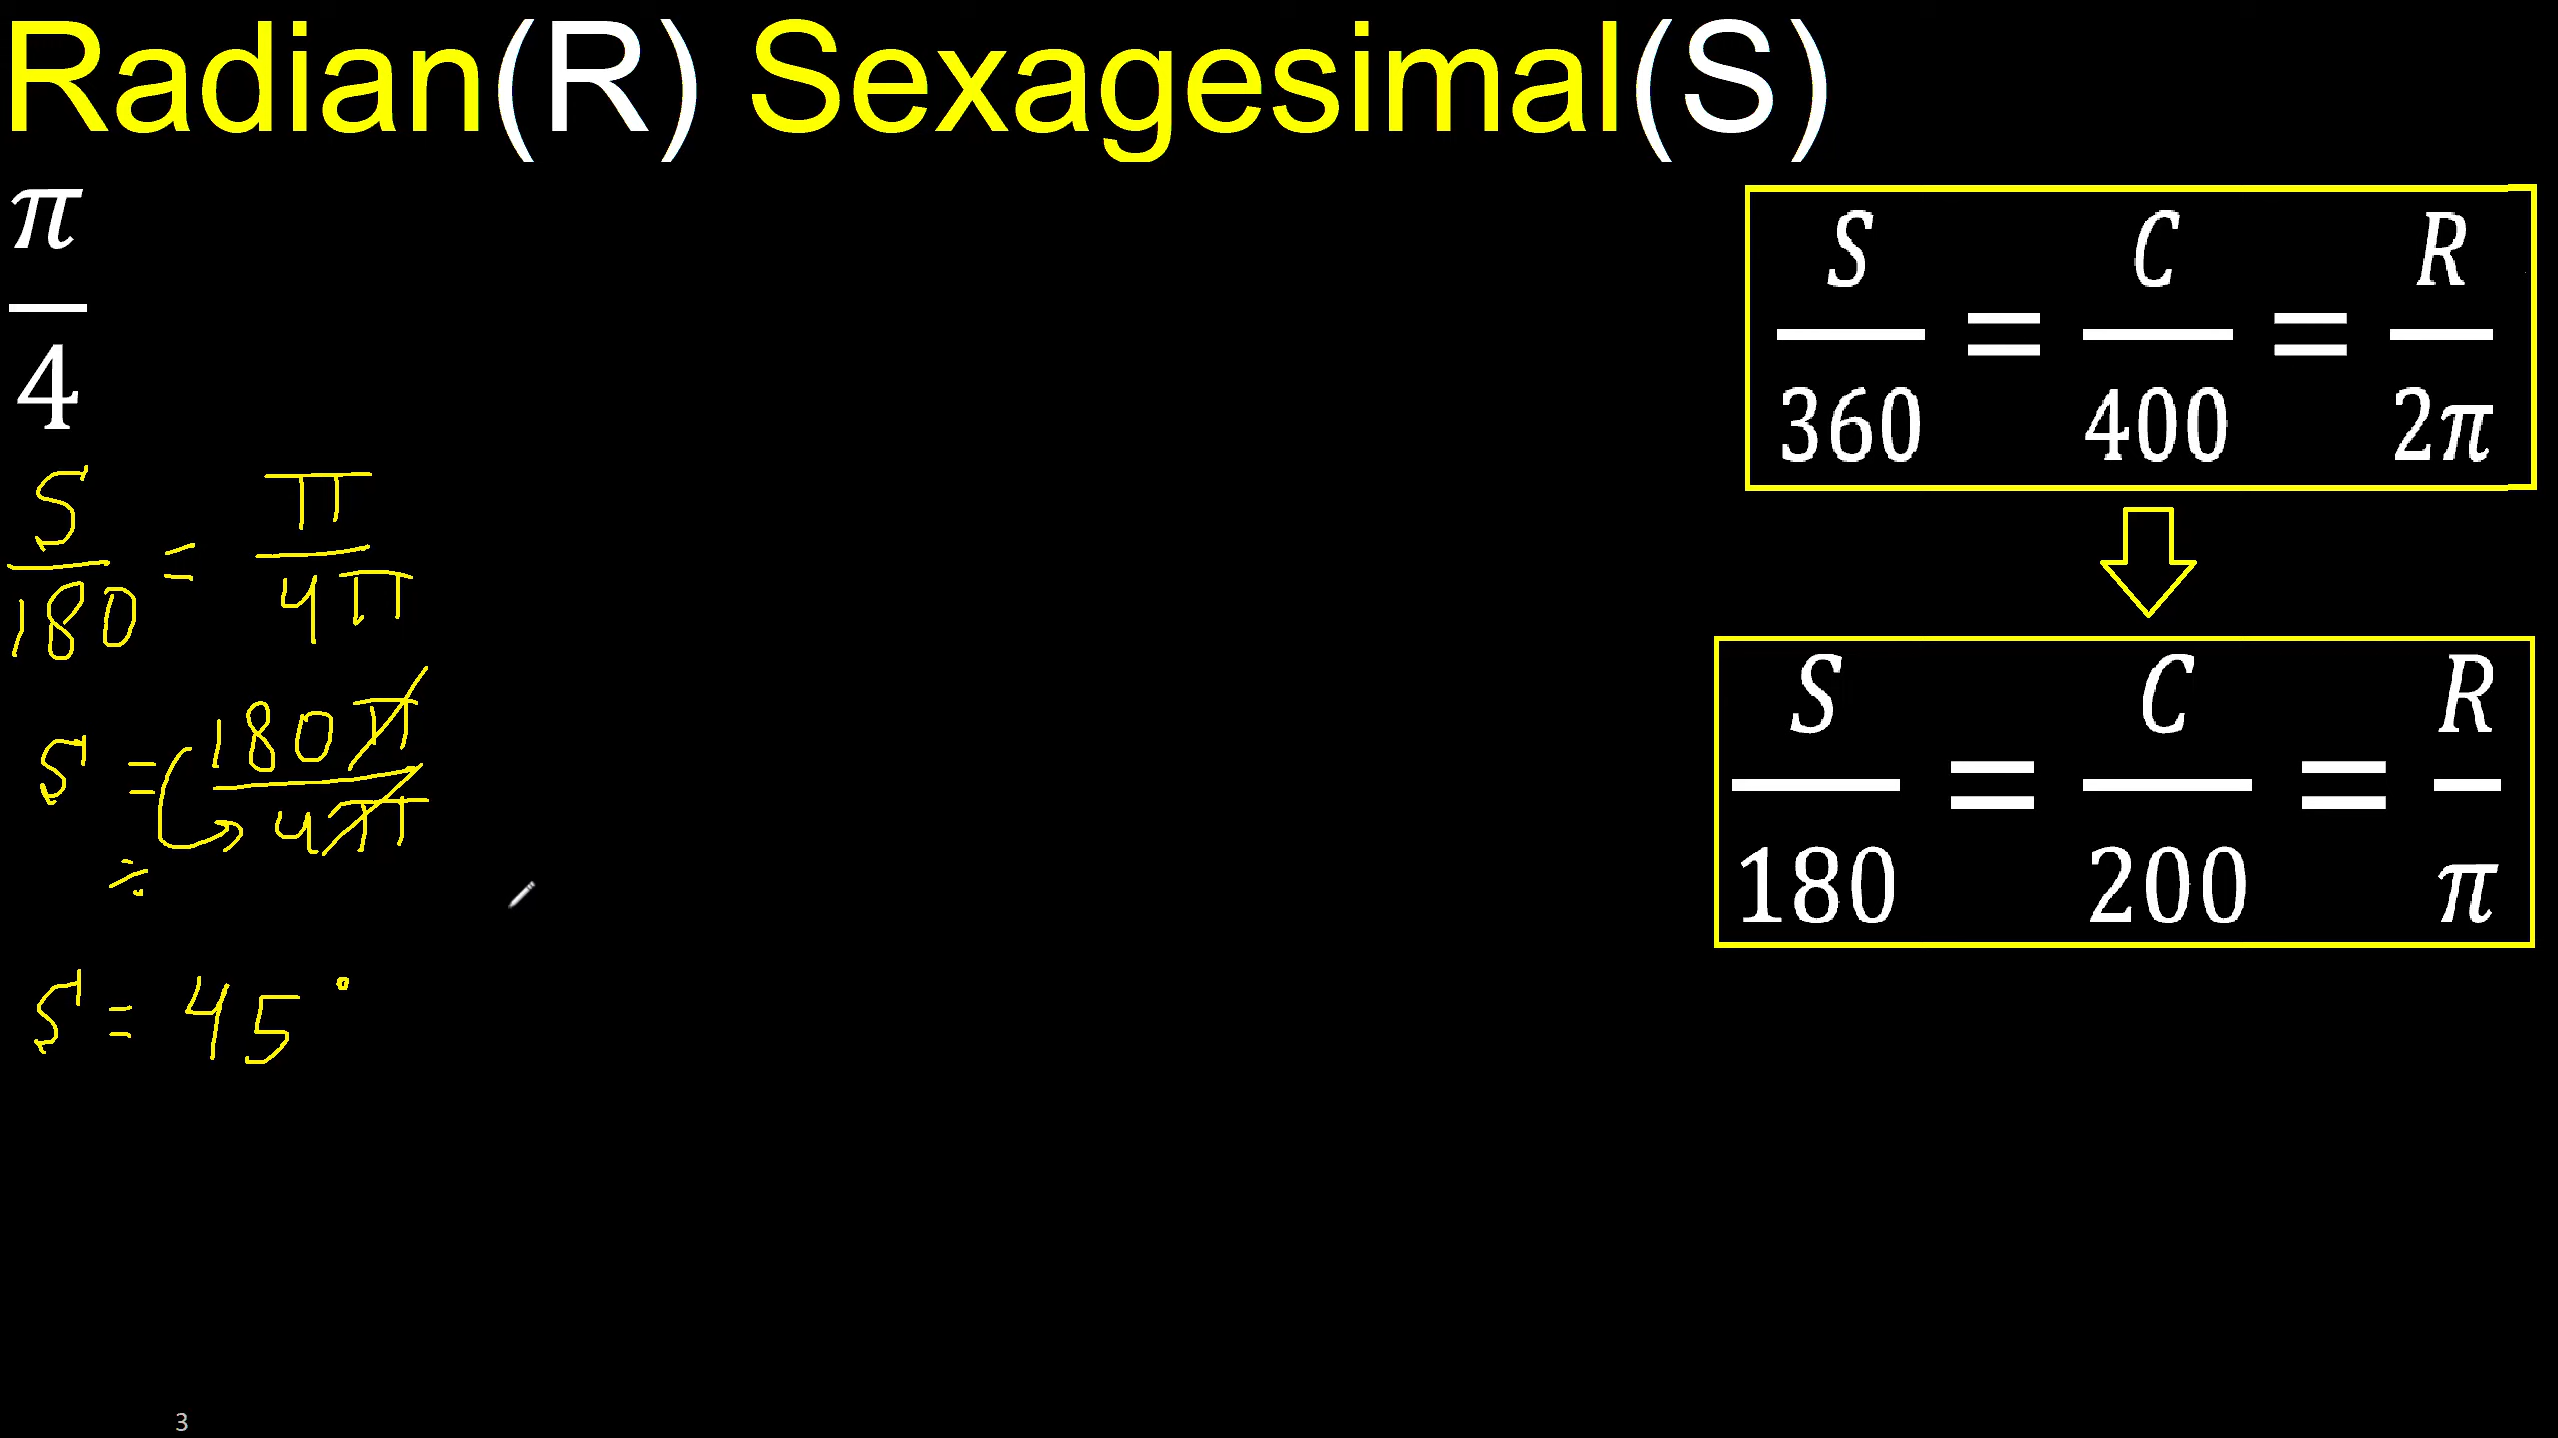 Radian(R) Sexagesimal(S)
π
4
S/180 = π/4π
S = 180π/4π
÷
S = 45°
S/360 = C/400 = R/2π
S/180 = C/200 = R/π
3